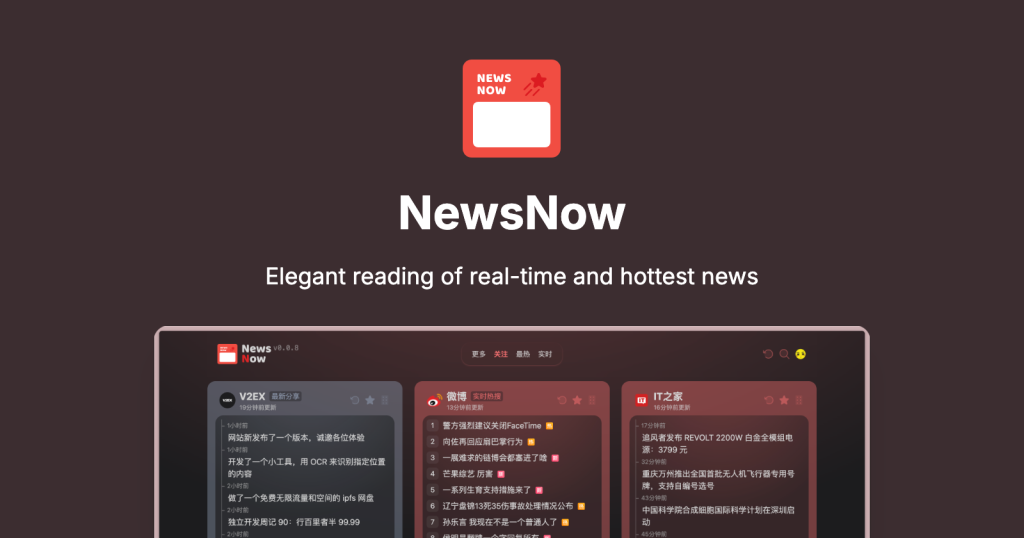 NEWS
NOW
NewsNow
Elegant reading of real-time and hottest news
News v0.0.8
Now
更多 关注 最热 实时
V2EX 最新分享
19分钟前更新
1小时前
网站新发布了一个版本，诚邀各位体验
1小时前
开发了一个小工具，用 OCR 来识别指定位置
的内容
2小时前
做了一个免费无限流量和空间的 ipfs 网盘
2小时前
独立开发周记 90：行百里者半 99.99
2小时前
微博 实时热搜
13分钟前更新
1 警方强烈建议关闭FaceTime
2 向佐再回应扇巴掌行为
3 一展难求的链博会都塞进了啥
4 芒果综艺 厉害
5 一系列生育支持措施来了
6 辽宁盘锦13死35伤事故处理情况公布
7 孙乐言 我现在不是一个普通人了
8
IT之家
16分钟前更新
17分钟前
追风者发布 REVOLT 2200W 白金全模组电
源：3799 元
32分钟前
重庆万州推出全国首批无人机飞行器专用号
牌，支持自编号选号
43分钟前
中国科学院合成细胞国际科学计划在深圳启
动
45分钟前